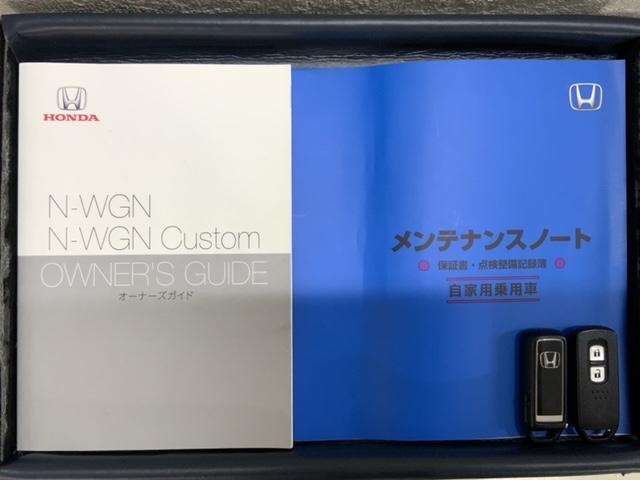 HONDA
N-WGN
N-WGN Custom
OWNER'S GUIDE
オーナーズガイド
メンテナンスノート
保証書・点検整備記録簿
自家用乗用車